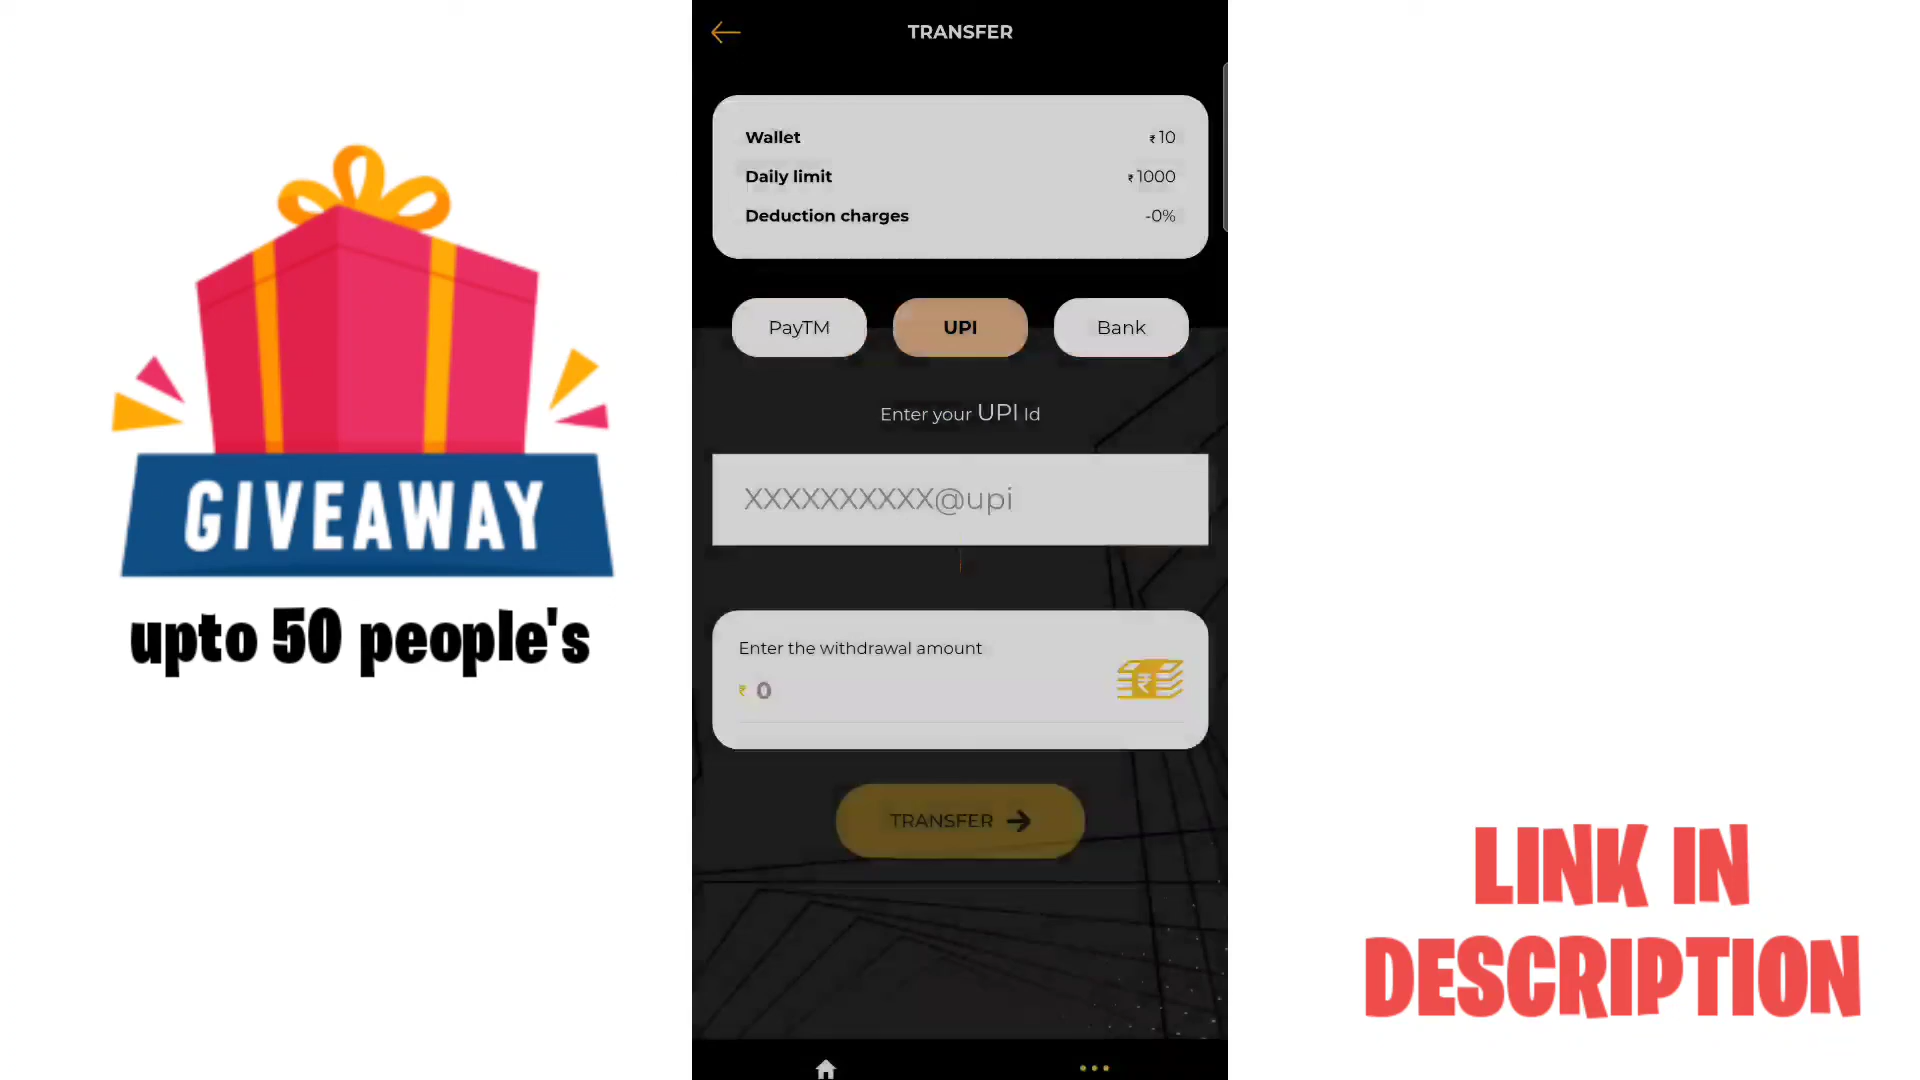 TRANSFER
Wallet ₹10
Daily limit ₹1000
Deduction charges -0%
PayTM UPI Bank
Enter your UPI Id
XXXXXXXXXX@upi
Enter the withdrawal amount
₹ 0
₹
TRANSFER
GIVEAWAY
upto 50 people's
LINK IN
DESCRIPTION